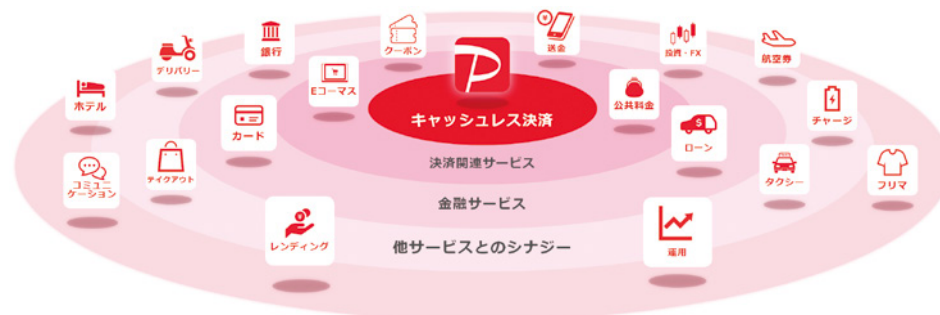 クーポン
送金
銀行
投資・FX
航空券
デリバリー
Eコーマス
公共料金
ホテル
キャッシュレス決済
チャージ
カード
ローン
決済関連サービス
コミュニ
ケーション
テイクアウト
タクシー
フリマ
金融サービス
レンディング
他サービスとのシナジー
運用